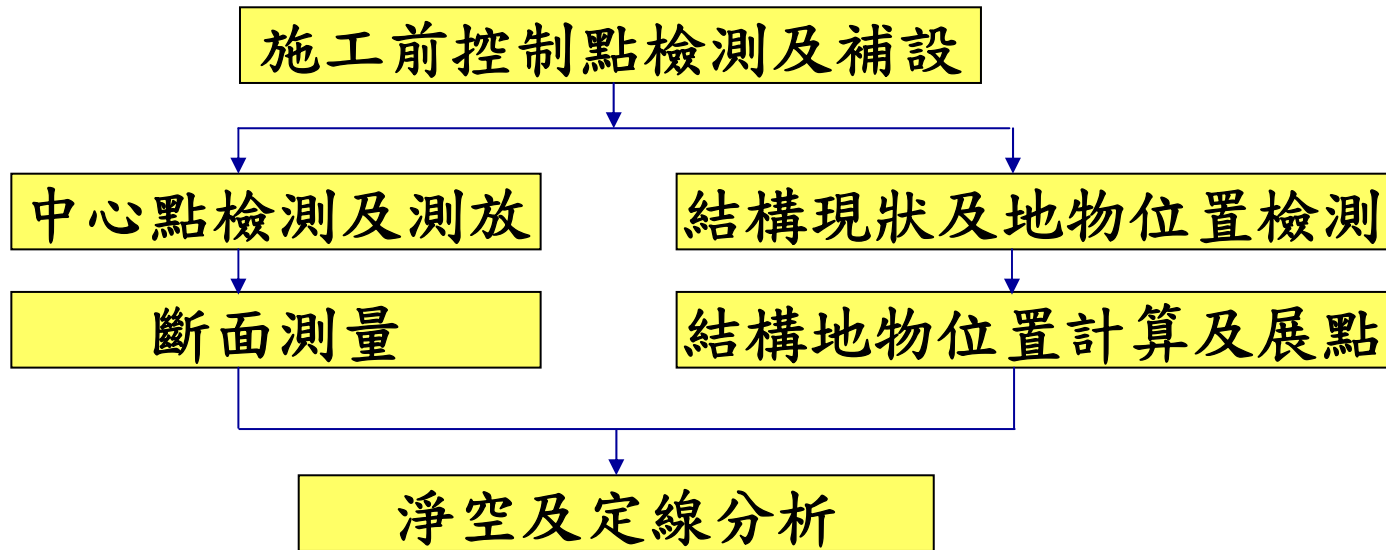 施工前控制點檢測及補設
中心點檢測及測放
結構現狀及地物位置檢測
斷面測量
結構地物位置計算及展點
淨空及定線分析